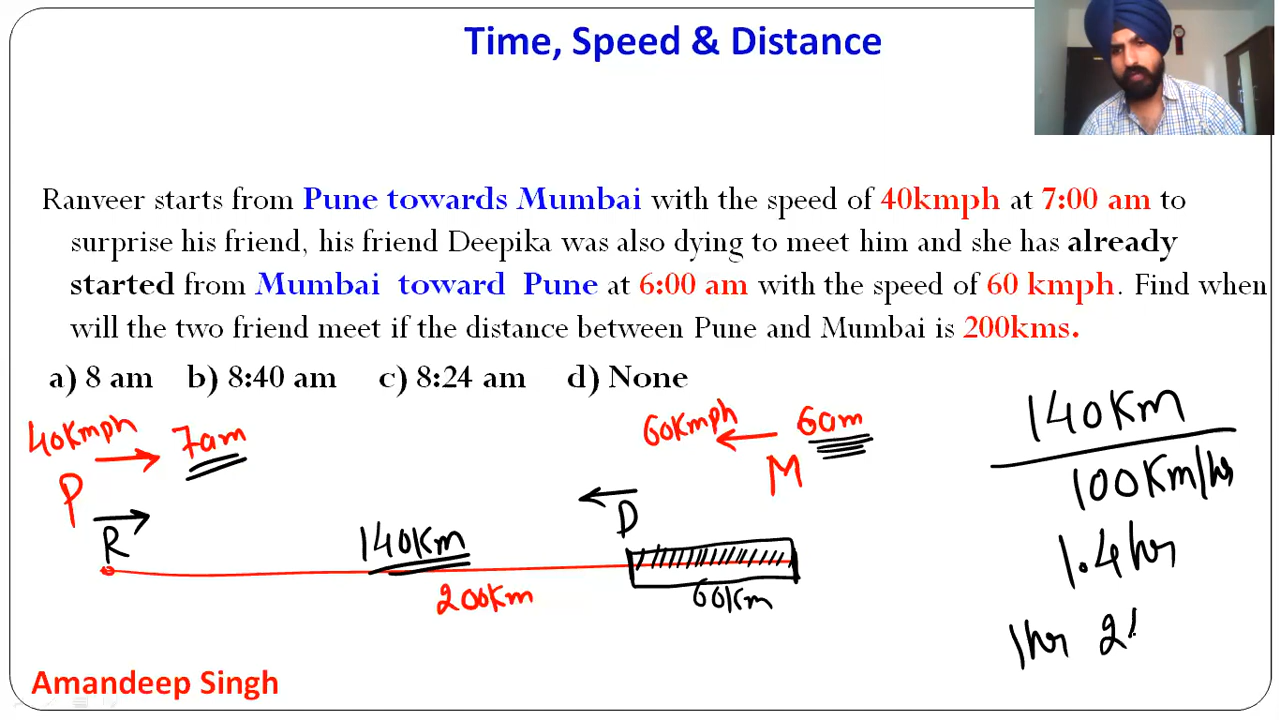 Time, Speed & Distance
Ranveer starts from Pune towards Mumbai with the speed of 40kmph at 7:00 am to
surprise his friend, his friend Deepika was also dying to meet him and she has already
started from Mumbai toward Pune at 6:00 am with the speed of 60 kmph. Find when
will the two friend meet if the distance between Pune and Mumbai is 200kms.
a) 8 am b) 8:40 am c) 8:24 am d) None
40Kmph 7am 60Kmph 6am 140Km
P M 100Km/hr
R 140Km D 1.4hr
200Km 60Km
1hr 2
Amandeep Singh